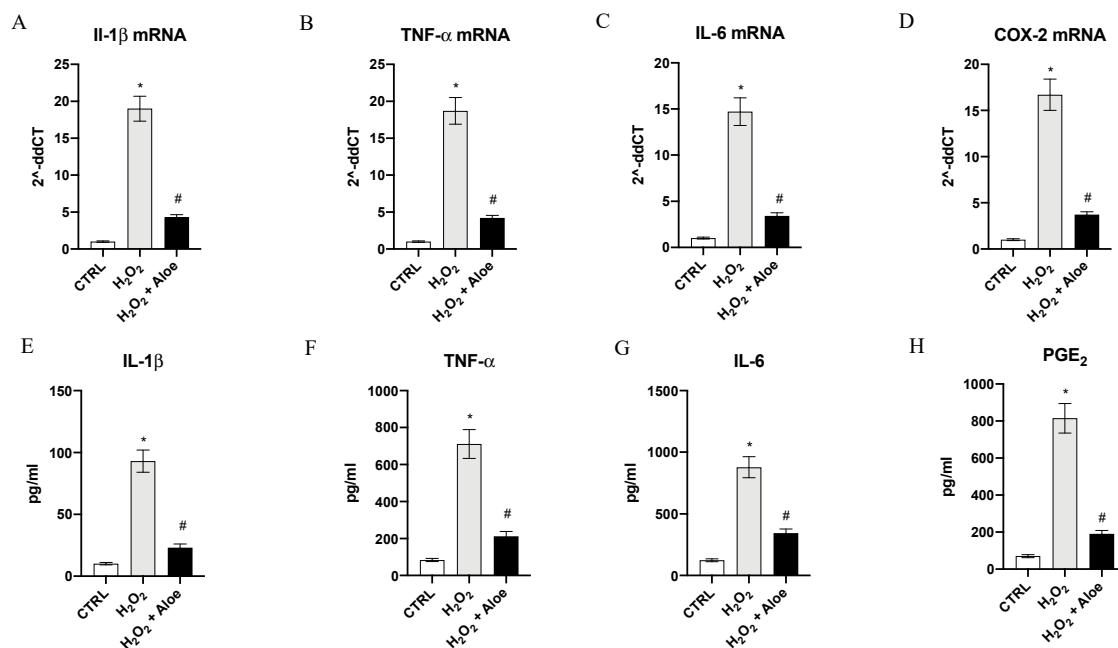 A
Il-1β mRNA
2^-ddCT
25
20
15
10
5
0
*
#
CTRL
H₂O₂
H₂O₂ + Aloe
B
TNF-α mRNA
2^-ddCT
25
20
15
10
5
0
*
#
CTRL
H₂O₂
H₂O₂ + Aloe
C
IL-6 mRNA
2^-ddCT
20
15
10
5
0
*
#
CTRL
H₂O₂
H₂O₂ + Aloe
D
COX-2 mRNA
2^-ddCT
20
15
10
5
0
*
#
CTRL
H₂O₂
H₂O₂ + Aloe
E
IL-1β
pg/ml
150
100
50
0
*
#
CTRL
H₂O₂
H₂O₂ + Aloe
F
TNF-α
pg/ml
1000
800
600
400
200
0
*
#
CTRL
H₂O₂
H₂O₂ + Aloe
G
IL-6
pg/ml
1500
1000
500
0
*
#
CTRL
H₂O₂
H₂O₂ + Aloe
H
PGE₂
pg/ml
1000
800
600
400
200
0
*
#
CTRL
H₂O₂
H₂O₂ + Aloe